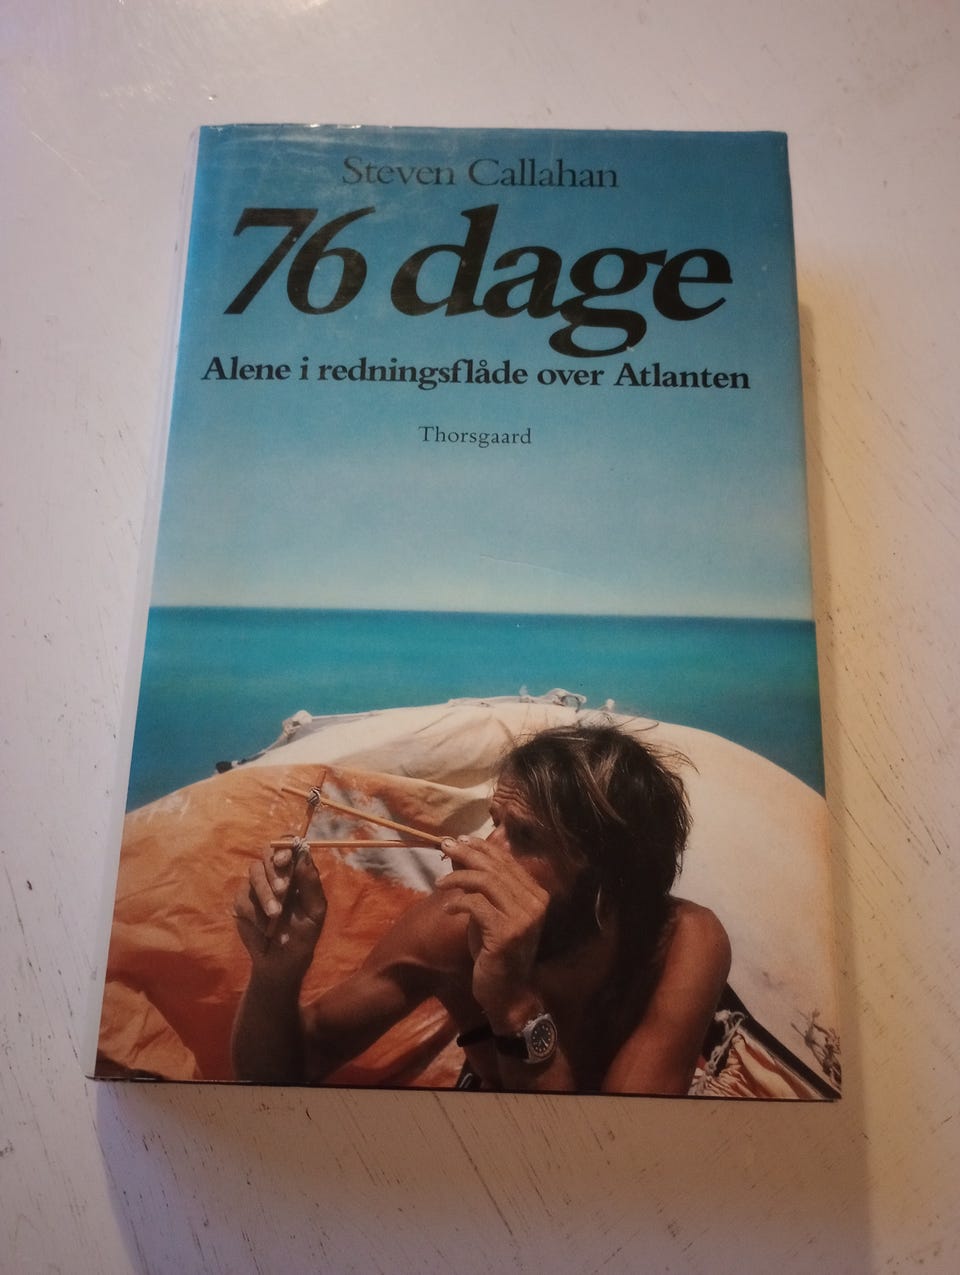 Steven Callahan
76 dage
Alene i redningsflåde over Atlanten
Thorsgaard